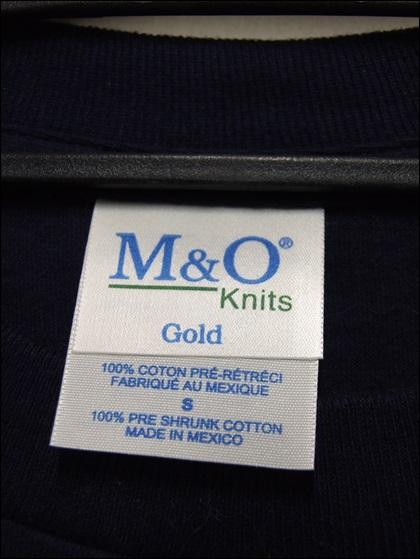 M&O®
Knits
Gold
100% COTON PRÉ-RÉTRÉCI
FABRIQUÉ AU MEXIQUE
S
100% PRE SHRUNK COTTON
MADE IN MEXICO